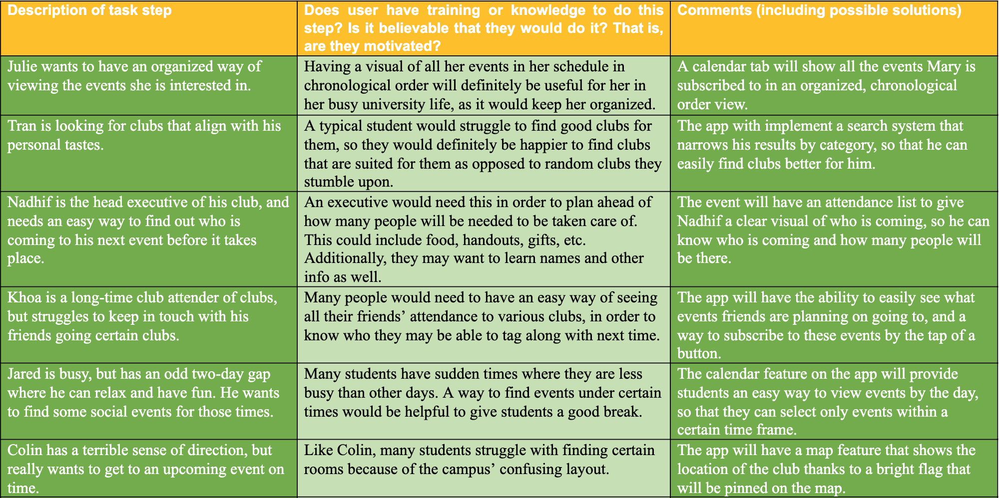 Description of task step
Does user have training or knowledge to do this
step? Is it believable that they would do it? That is,
are they motivated?
Comments (including possible solutions)
Julie wants to have an organized way of
viewing the events she is interested in.
Having a visual of all her events in her schedule in
chronological order will definitely be useful for her in
her busy university life, as it would keep her organized.
A calendar tab will show all the events Mary is
subscribed to in an organized, chronological
order view.
Tran is looking for clubs that align with his
personal tastes.
A typical student would struggle to find good clubs for
them, so they would definitely be happier to find clubs
that are suited for them as opposed to random clubs they
stumble upon.
The app with implement a search system that
narrows his results by category, so that he can
easily find clubs better for him.
Nadhif is the head executive of his club, and
needs an easy way to find out who is
coming to his next event before it takes
place.
An executive would need this in order to plan ahead of
how many people will be needed to be taken care of.
This could include food, handouts, gifts, etc.
Additionally, they may want to learn names and other
info as well.
The event will have an attendance list to give
Nadhif a clear visual of who is coming, so he can
know who is coming and how many people will
be there.
Khoa is a long-time club attender of clubs,
but struggles to keep in touch with his
friends going certain clubs.
Many people would need to have an easy way of seeing
all their friends’ attendance to various clubs, in order to
know who they may be able to tag along with next time.
The app will have the ability to easily see what
events friends are planning on going to, and a
way to subscribe to these events by the tap of a
button.
Jared is busy, but has an odd two-day gap
where he can relax and have fun. He wants
to find some social events for those times.
Many students have sudden times where they are less
busy than other days. A way to find events under certain
times would be helpful to give students a good break.
The calendar feature on the app will provide
students an easy way to view events by the day,
so that they can select only events within a
certain time frame.
Colin has a terrible sense of direction, but
really wants to get to an upcoming event on
time.
Like Colin, many students struggle with finding certain
rooms because of the campus’ confusing layout.
The app will have a map feature that shows the
location of the club thanks to a bright flag that
will be pinned on the map.